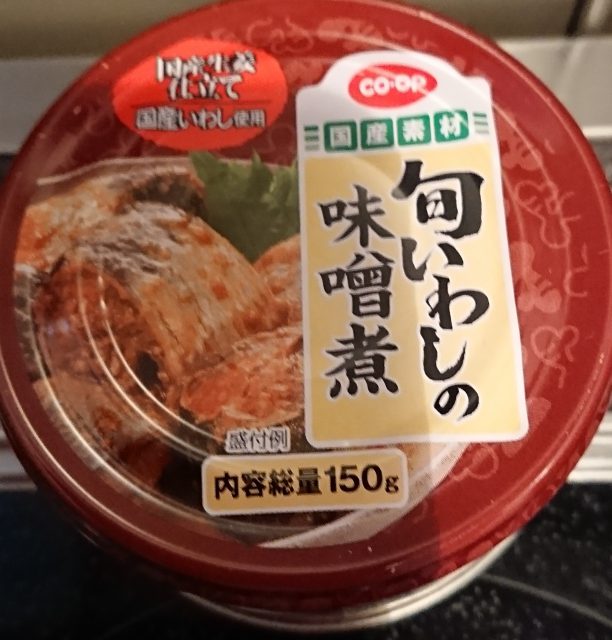 国産生姜
仕立て
国産いわし使用
CO·OP
国産素材
旬いわしの
味噌煮
盛付例
内容総量150g